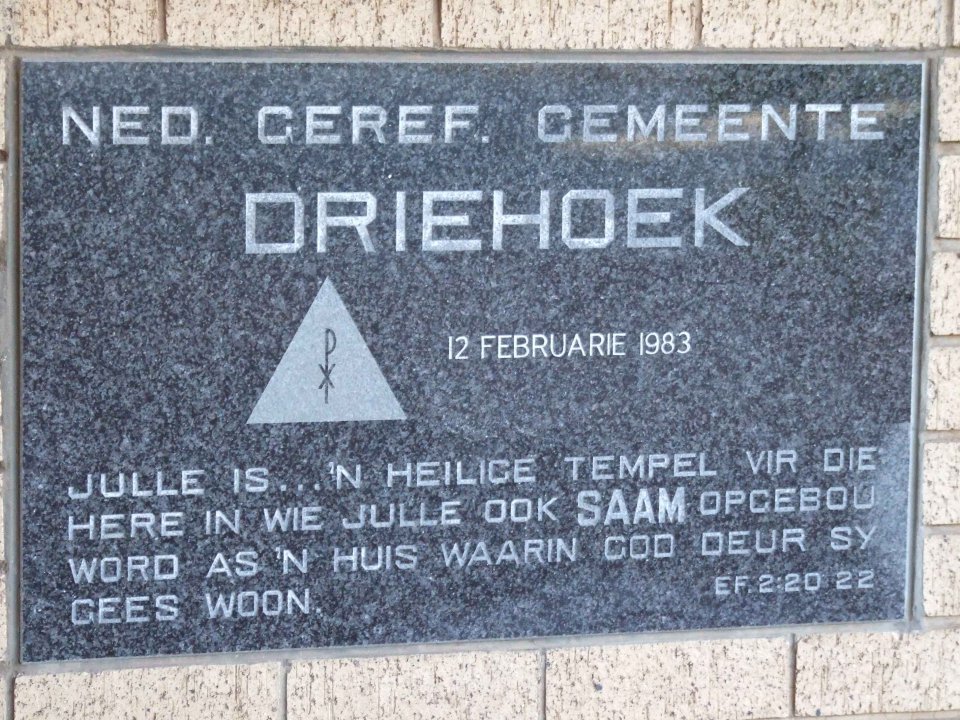 NED. GEREF. GEMEENTE
DRIEHOEK
12 FEBRUARIE 1983
JULLE IS...'N HEILIGE TEMPEL VIR DIE
HERE IN WIE JULLE OOK SAAM OPGEBOU
WORD AS 'N HUIS WAARIN GOD DEUR SY
GEES WOON.
EF. 2:20 22